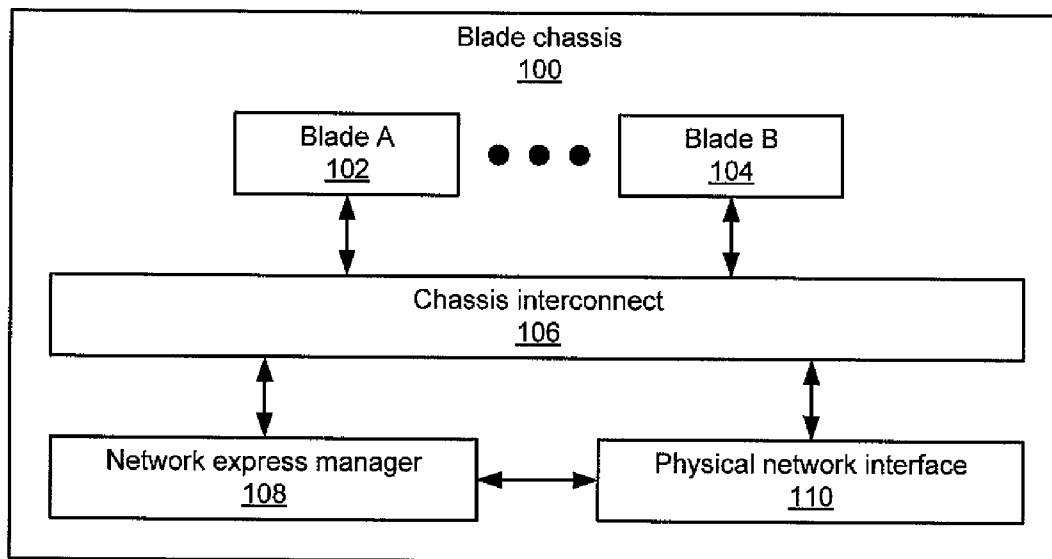 Blade chassis
100
Blade A
102
Blade B
104
Chassis interconnect
106
Network express manager
108
Physical network interface
110